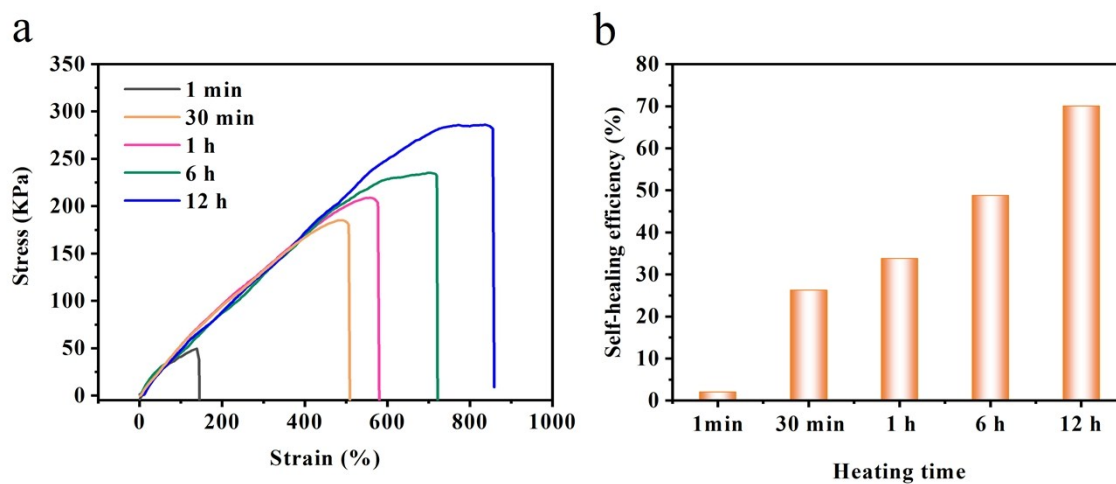 a
350
300
250
200
150
100
50
0
Stress (KPa)
1 min
30 min
1 h
6 h
12 h
0 200 400 600 800 1000
Strain (%)
b
80
70
60
50
40
30
20
10
0
Self-healing efficiency (%)
1min 30 min 1 h 6 h 12 h
Heating time